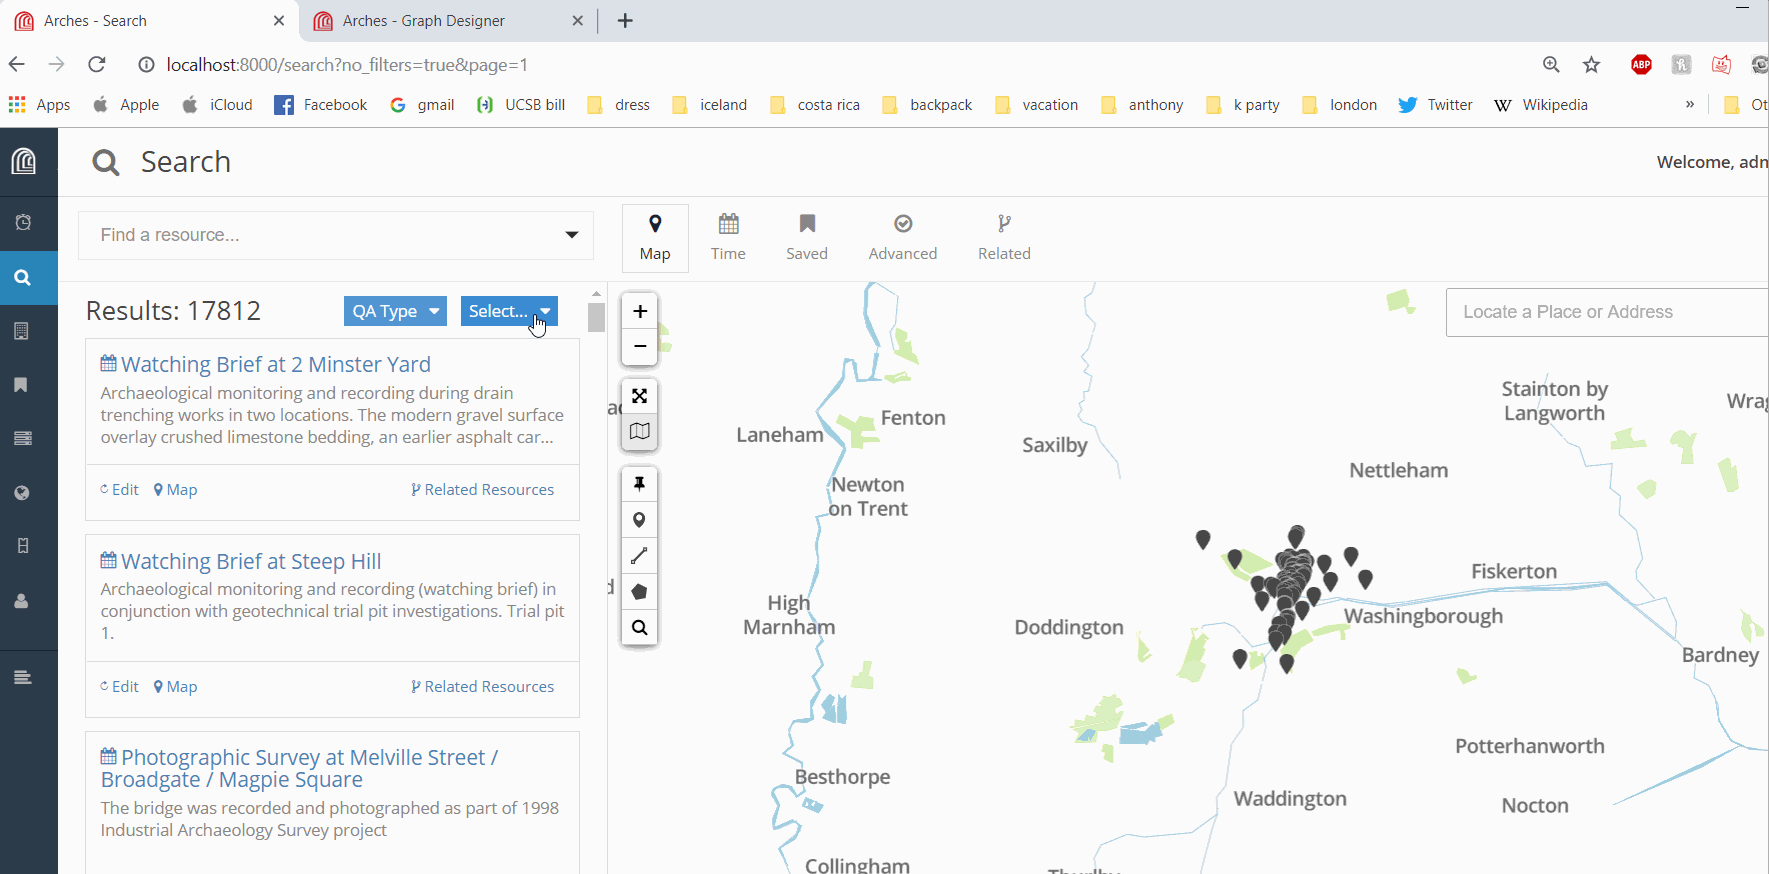 Arches - Search
Arches - Graph Designer
localhost:8000/search?no_filters=true&page=1
ABP
Apps
Apple
iCloud
Facebook
gmail
UCSB bill
dress
iceland
costa rica
backpack
vacation
anthony
k party
london
Twitter
W Wikipedia
»
Ot
Search
Welcome, adm
Find a resource...
Map
Time
Saved
Advanced
Related
Results: 17812
QA Type
Select...
Locate a Place or Address
Watching Brief at 2 Minster Yard
Archaeological monitoring and recording during drain
trenching works in two locations. The modern gravel surface
overlay crushed limestone bedding, an earlier asphalt car...
Edit
Map
Related Resources
Watching Brief at Steep Hill
Archaeological monitoring and recording (watching brief) in
conjunction with geotechnical trial pit investigations. Trial pit
1.
Edit
Map
Related Resources
Photographic Survey at Melville Street /
Broadgate / Magpie Square
The bridge was recorded and photographed as part of 1998
Industrial Archaeology Survey project
Stainton by
Langworth
Wrag
Fenton
Laneham
Saxilby
Nettleham
Newton
on Trent
Fiskerton
High
Marnham
Washingborough
Doddington
Bardney
Potterhanworth
Besthorpe
Waddington
Nocton
Collingham